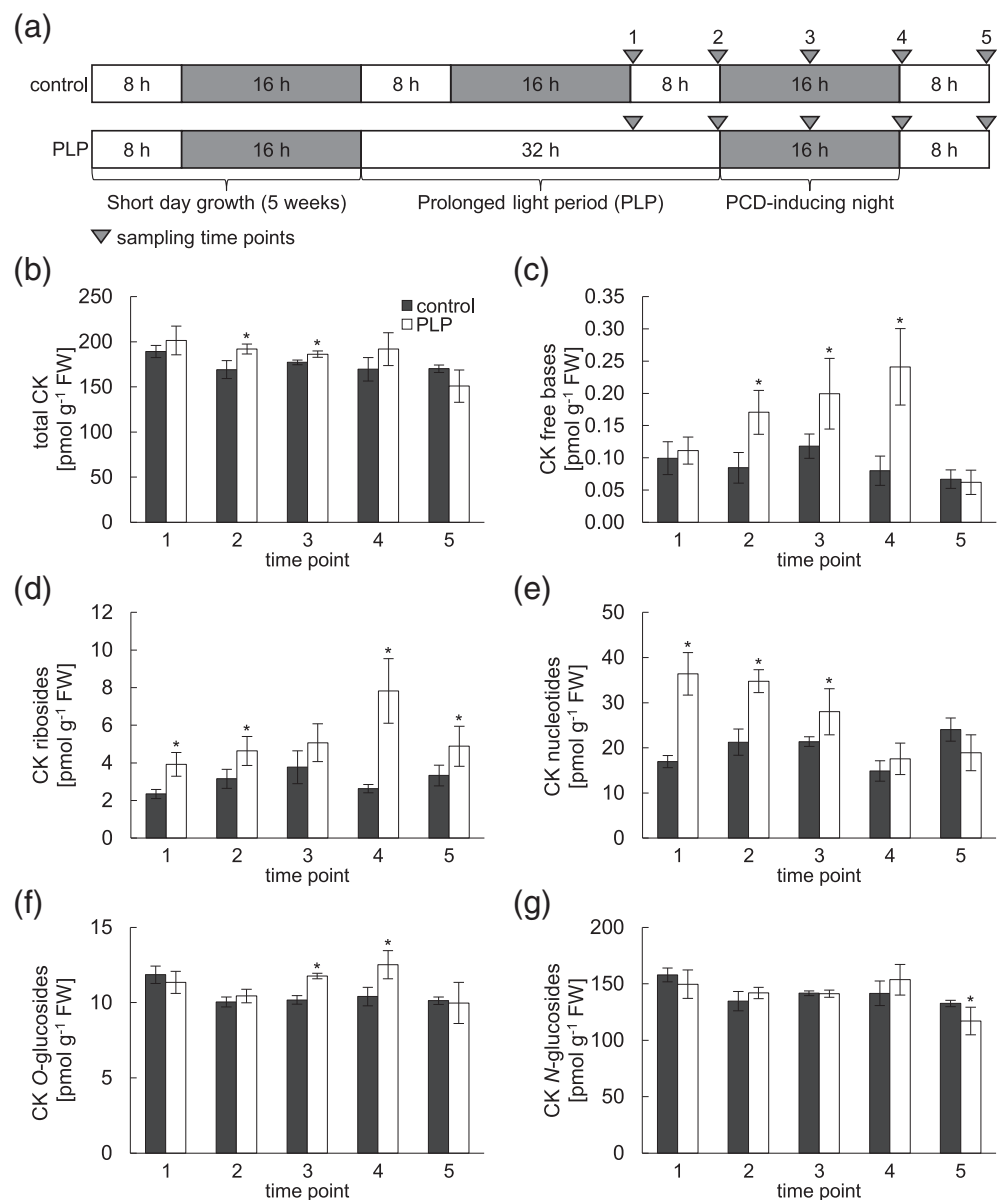 (a)
1 2 3 4 5
control 8 h 16 h 8 h 16 h 8 h 16 h 8 h
PLP 8 h 16 h 32 h 16 h 8 h
Short day growth (5 weeks) Prolonged light period (PLP) PCD-inducing night
sampling time points
(b)
total CK
[pmol g-1 FW]
250
200
150
100
50
0
control
PLP
* *
1 2 3 4 5
time point
(c)
CK free bases
[pmol g-1 FW]
0.35
0.30
0.25
0.20
0.15
0.10
0.05
0.00
* * *
1 2 3 4 5
time point
(d)
CK ribosides
[pmol g-1 FW]
12
10
8
6
4
2
0
* * * *
1 2 3 4 5
time point
(e)
CK nucleotides
[pmol g-1 FW]
50
40
30
20
10
0
* * *
1 2 3 4 5
time point
(f)
CK O-glucosides
[pmol g-1 FW]
15
10
5
0
* *
1 2 3 4 5
time point
(g)
CK N-glucosides
[pmol g-1 FW]
200
150
100
50
0
*
1 2 3 4 5
time point